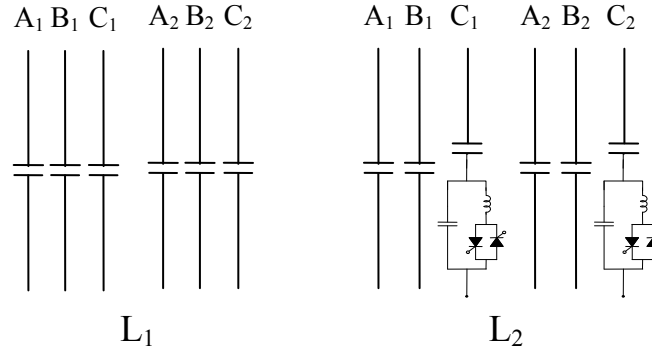 A₁ B₁ C₁ A₂ B₂ C₂ A₁ B₁ C₁ A₂ B₂ C₂
L₁ L₂